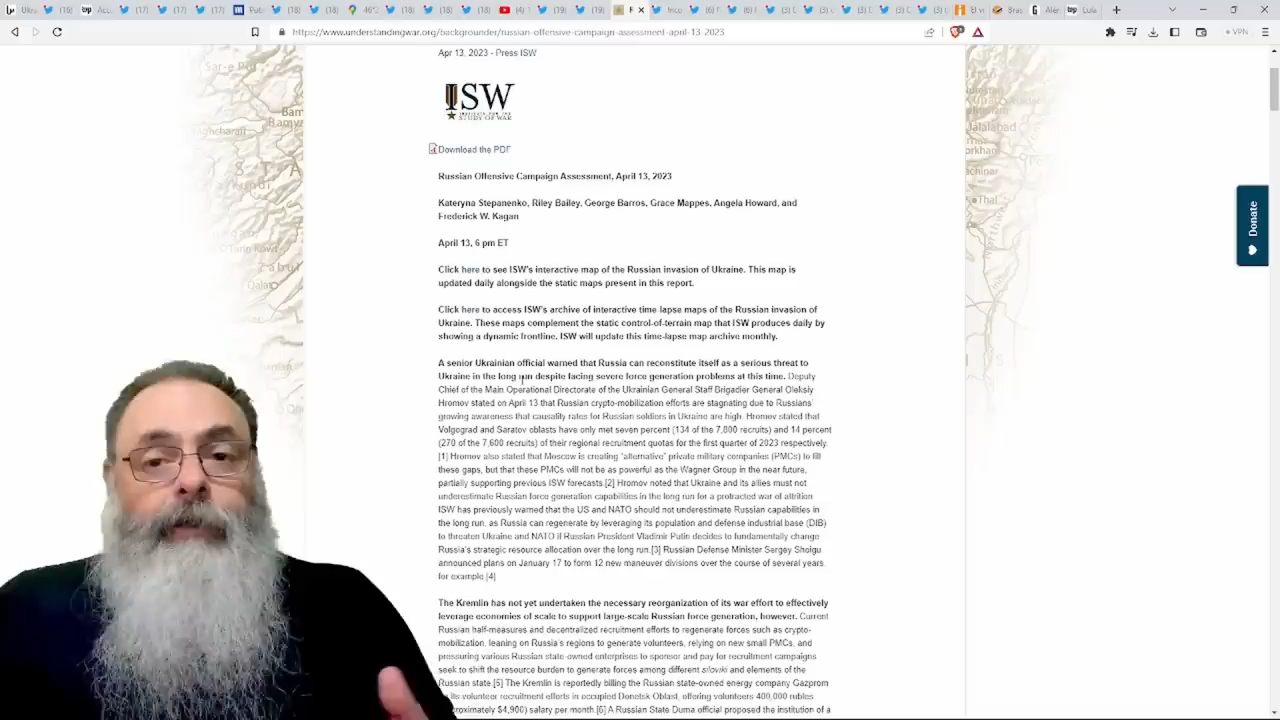 https://www.understandingwar.org/backgrounder/russian-offensive-campaign-assessment-april-13-2023
VPN
Apr 13, 2023 - Press ISW
ISW
INSTITUTE FOR THE
STUDY OF WAR
Download the PDF
Russian Offensive Campaign Assessment, April 13, 2023
Kateryna Stepanenko, Riley Bailey, George Barros, Grace Mappes, Angela Howard, and
Frederick W. Kagan
April 13, 6 pm ET
Click here to see ISW's interactive map of the Russian invasion of Ukraine. This map is
updated daily alongside the static maps present in this report.
Click here to access ISW's archive of interactive time-lapse maps of the Russian invasion of
Ukraine. These maps complement the static control-of-terrain map that ISW produces daily by
showing a dynamic frontline. ISW will update this time-lapse map archive monthly.
A senior Ukrainian official warned that Russia can reconstitute itself as a serious threat to
Ukraine in the long run despite facing severe force generation problems at this time. Deputy
Chief of the Main Operational Directorate of the Ukrainian General Staff Brigadier General Oleksiy
Hromov stated on April 13 that Russian crypto-mobilization efforts are stagnating due to Russians'
growing awareness that causality rates for Russian soldiers in Ukraine are high. Hromov stated that
Volgograd and Saratov oblasts have only met seven percent (134 of the 7,800 recruits) and 14 percent
(270 of the 7,600 recruits) of their regional recruitment quotas for the first quarter of 2023 respectively.
[1] Hromov also stated that Moscow is creating "alternative" private military companies (PMCs) to fill
these gaps, but that these PMCs will not be as powerful as the Wagner Group in the near future,
partially supporting previous ISW forecasts.[2] Hromov noted that Ukraine and its allies must not
underestimate Russian force generation capabilities in the long run for a protracted war of attrition
ISW has previously warned that the US and NATO should not underestimate Russian capabilities in
the long run, as Russia can regenerate by leveraging its population and defense industrial base (DIB)
to threaten Ukraine and NATO if Russian President Vladimir Putin decides to fundamentally change
Russia's strategic resource allocation over the long run.[3] Russian Defense Minister Sergey Shoigu
announced plans on January 17 to form 12 new maneuver divisions over the course of several years,
for example.[4]
The Kremlin has not yet undertaken the necessary reorganization of its war effort to effectively
leverage economies of scale to support large-scale Russian force generation, however. Current
Russian half-measures and decentralized recruitment efforts to regenerate forces such as crypto-
mobilization, leaning on Russia's regions to generate volunteers, relying on new small PMCs, and
pressuring various Russian state-owned enterprises to sponsor and pay for recruitment campaigns
seek to shift the resource burden to generate forces among different siloviki and elements of the
Russian state.[5] The Kremlin is reportedly billing the Russian state-owned energy company Gazprom
its volunteer recruitment efforts in occupied Donetsk Oblast, offering volunteers 400,000 rubles
$4,900) salary per month.[6] A Russian State Duma official proposed the institution of a
Donate